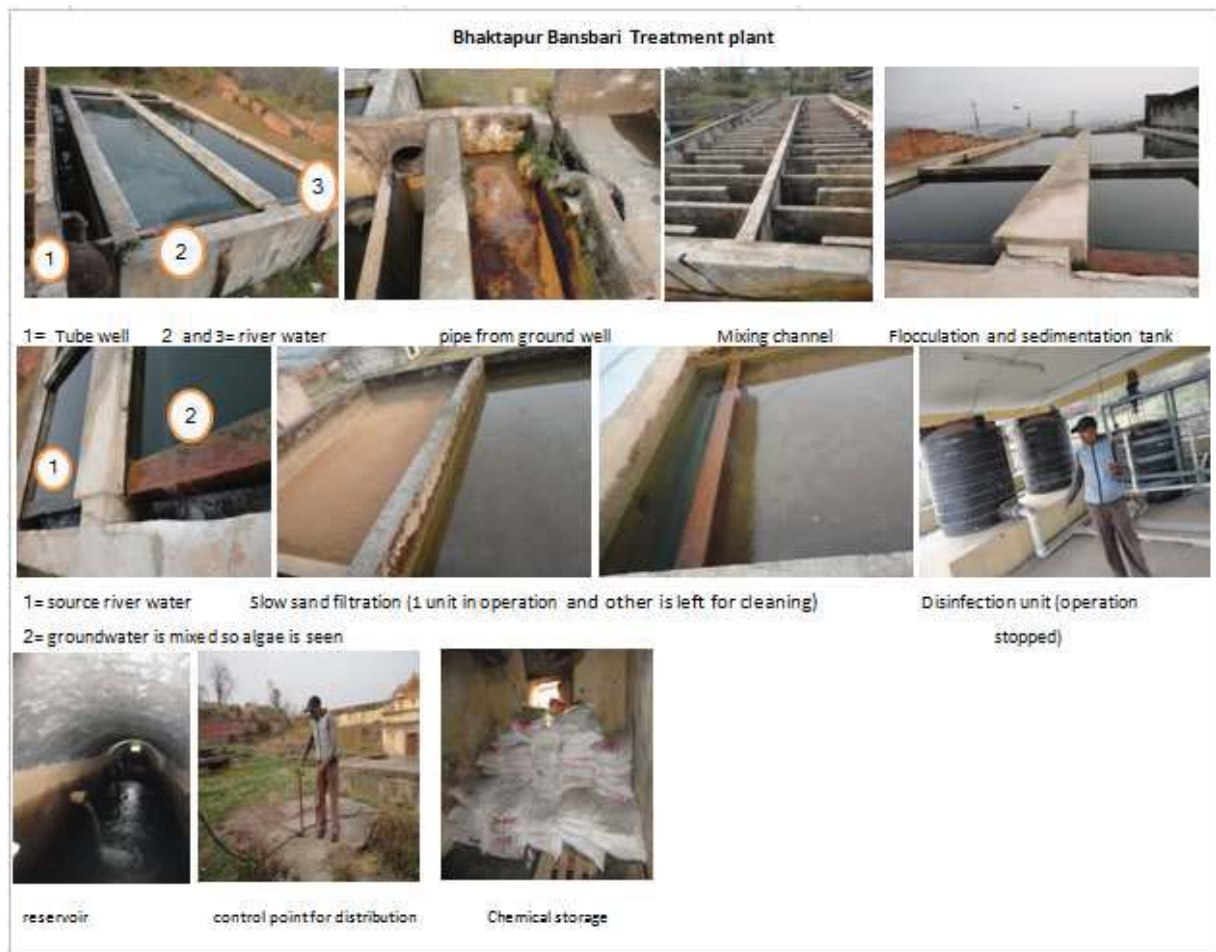 Bhaktapur Bansbari Treatment plant
3
1
2
1= Tube well 2 and 3= river water pipe from ground well Mixing channel Flocculation and sedimentation tank
2
1
1= source river water Slow sand filtration (1 unit in operation and other is left for cleaning) Disinfection unit (operation
2= groundwater is mixed so algae is seen stopped)
reservoir control point for distribution Chemical storage